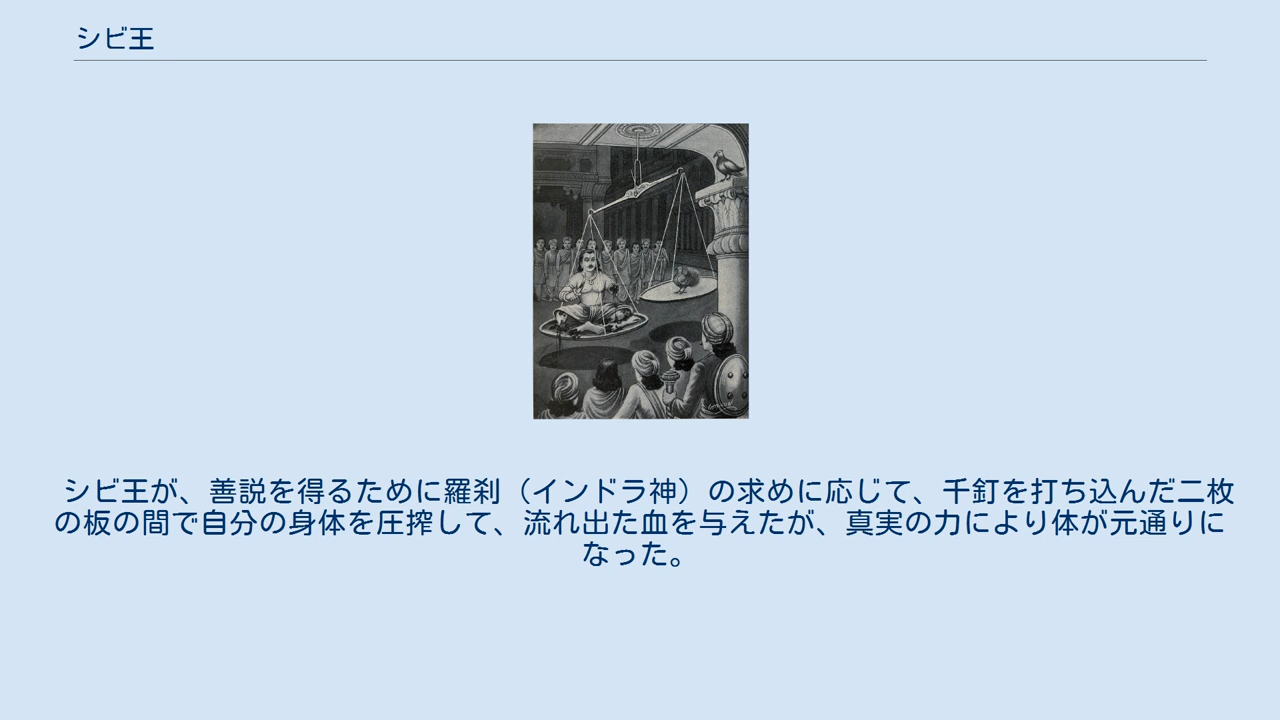 シビ王
シビ王が、善説を得るために羅刹（インドラ神）の求めに応じて、千釘を打ち込んだ二枚
の板の間で自分の身体を圧搾して、流れ出た血を与えたが、真実の力により体が元通りに
なった。